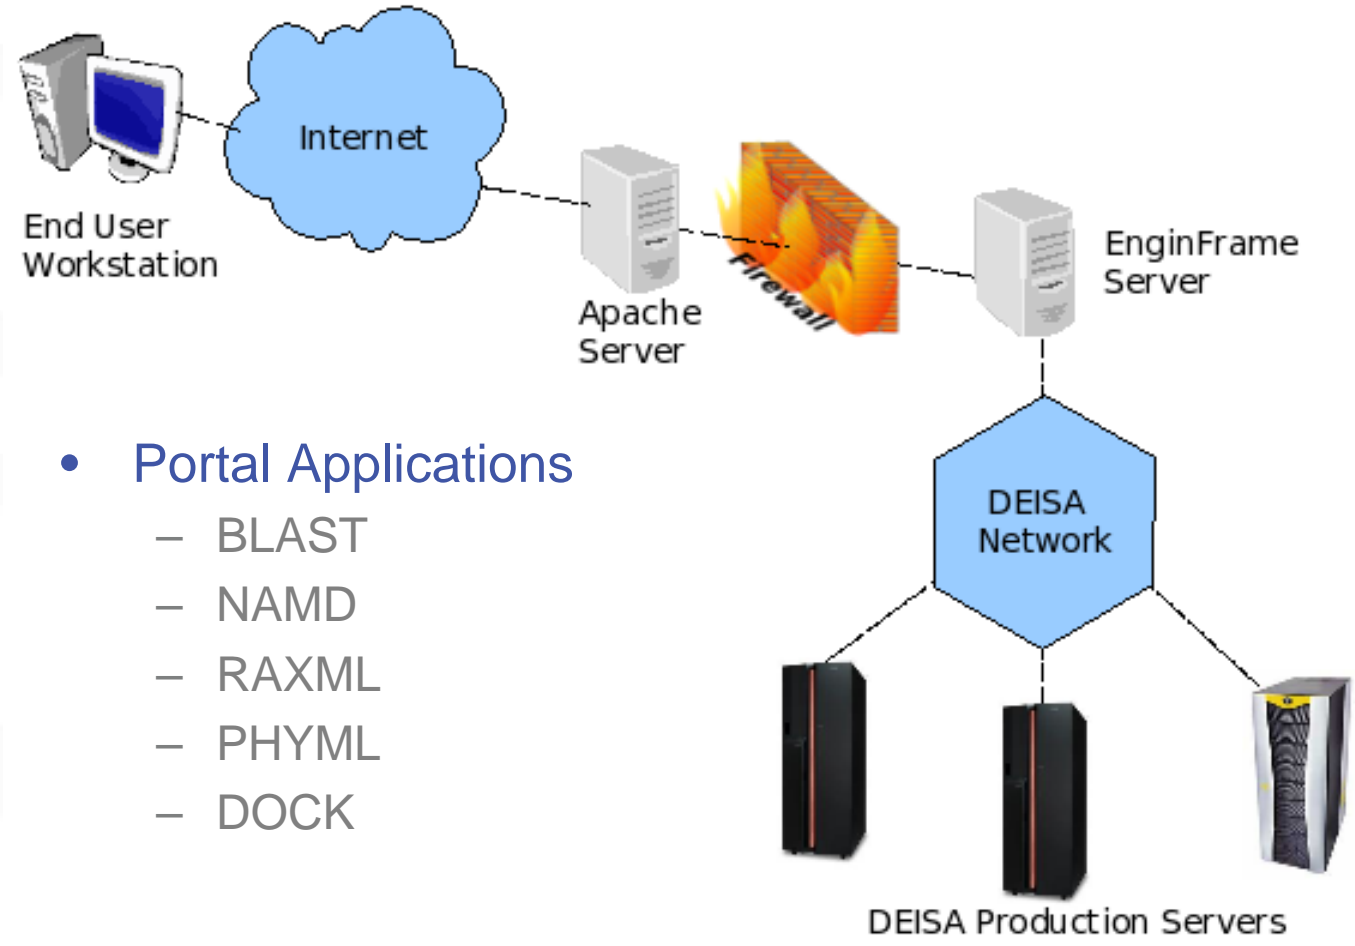 Internet
End User
Workstation
Apache
Server
Firewall
EnginFrame
Server
• Portal Applications
– BLAST
– NAMD
– RAXML
– PHYML
– DOCK
DEISA
Network
DEISA Production Servers